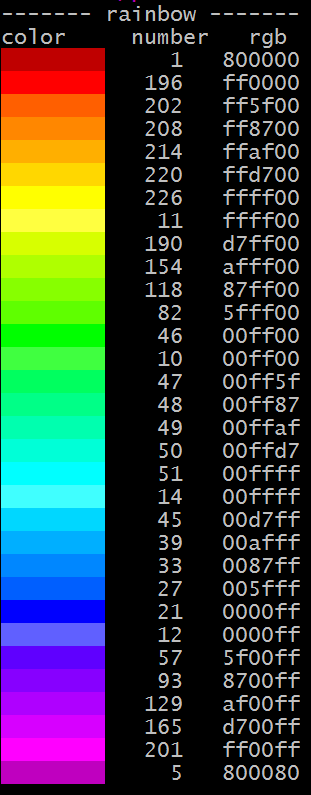 ------- rainbow -------
color number rgb
1 800000
196 ff0000
202 ff5f00
208 ff8700
214 ffaf00
220 ffd700
226 ffff00
11 ffff00
190 d7ff00
154 afff00
118 87ff00
82 5fff00
46 00ff00
10 00ff00
47 00ff5f
48 00ff87
49 00ffaf
50 00ffd7
51 00ffff
14 00ffff
45 00d7ff
39 00afff
33 0087ff
27 005fff
21 0000ff
12 0000ff
57 5f00ff
93 8700ff
129 af00ff
165 d700ff
201 ff00ff
5 800080